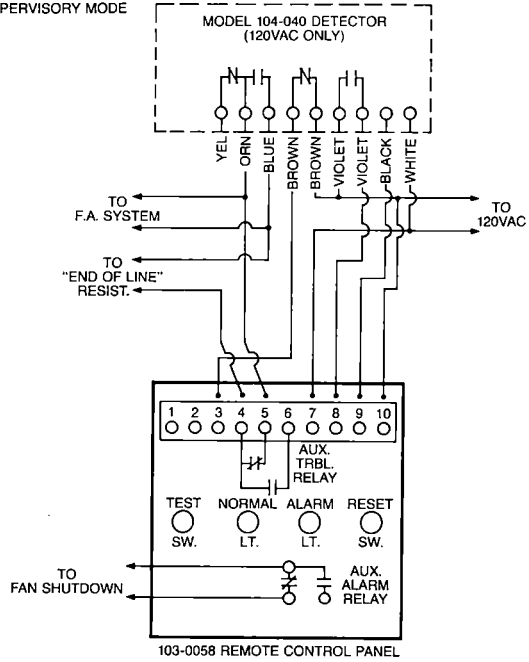 PERVISORY MODE
MODEL 104-040 DETECTOR
(120VAC ONLY)
YEL
ORN
BLUE
BROWN
BROWN
VIOLET
VIOLET
BLACK
WHITE
TO
F.A. SYSTEM
TO
120VAC
TO
"END OF LINE"
RESIST.
1 2 3 4 5 6 7 8 9 10
AUX.
TRBL.
RELAY
TEST
SW.
NORMAL
LT.
ALARM
LT.
RESET
SW.
TO
FAN SHUTDOWN
AUX.
ALARM
RELAY
103-0058 REMOTE CONTROL PANEL